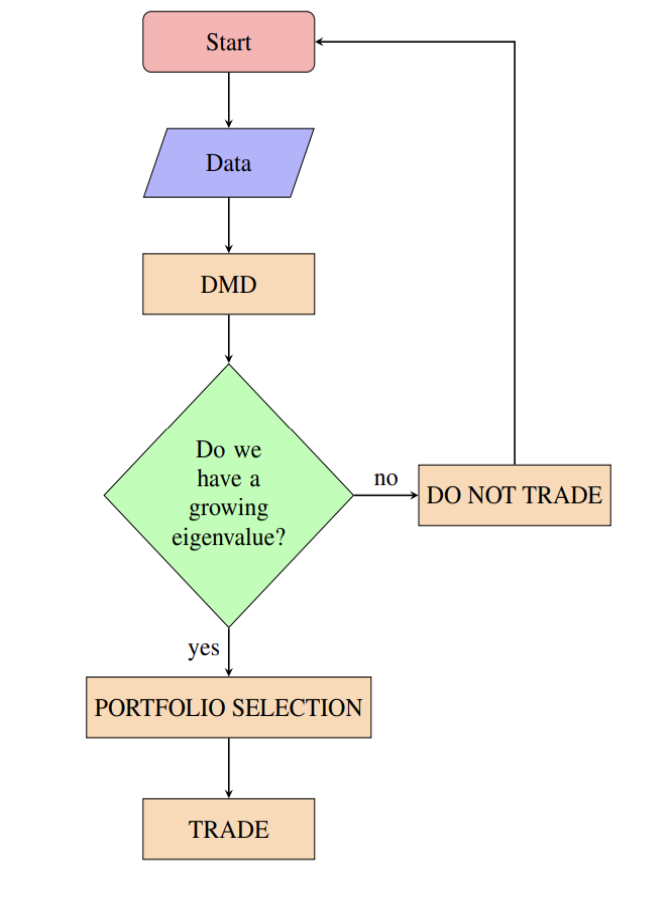 Start
Data
DMD
Do we
have a
growing
eigenvalue?
no
DO NOT TRADE
yes
PORTFOLIO SELECTION
TRADE